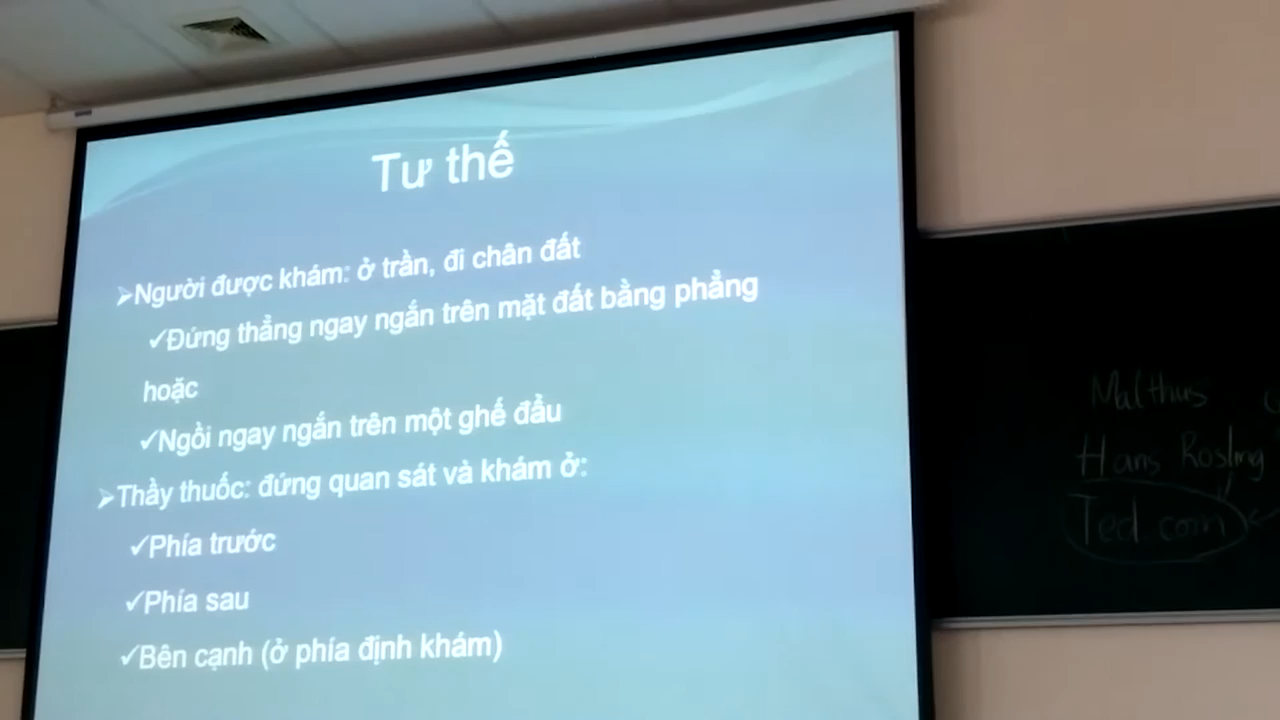 Tư thế
➢Người được khám: ở trần, đi chân đất
✓Đứng thẳng ngay ngắn trên mặt đất bằng phẳng
hoặc
✓Ngồi ngay ngắn trên một ghế đẩu
➢Thầy thuốc: đứng quan sát và khám ở:
✓Phía trước
✓Phía sau
✓Bên cạnh (ở phía định khám)
Malthus
Hans Rosling
Ted com